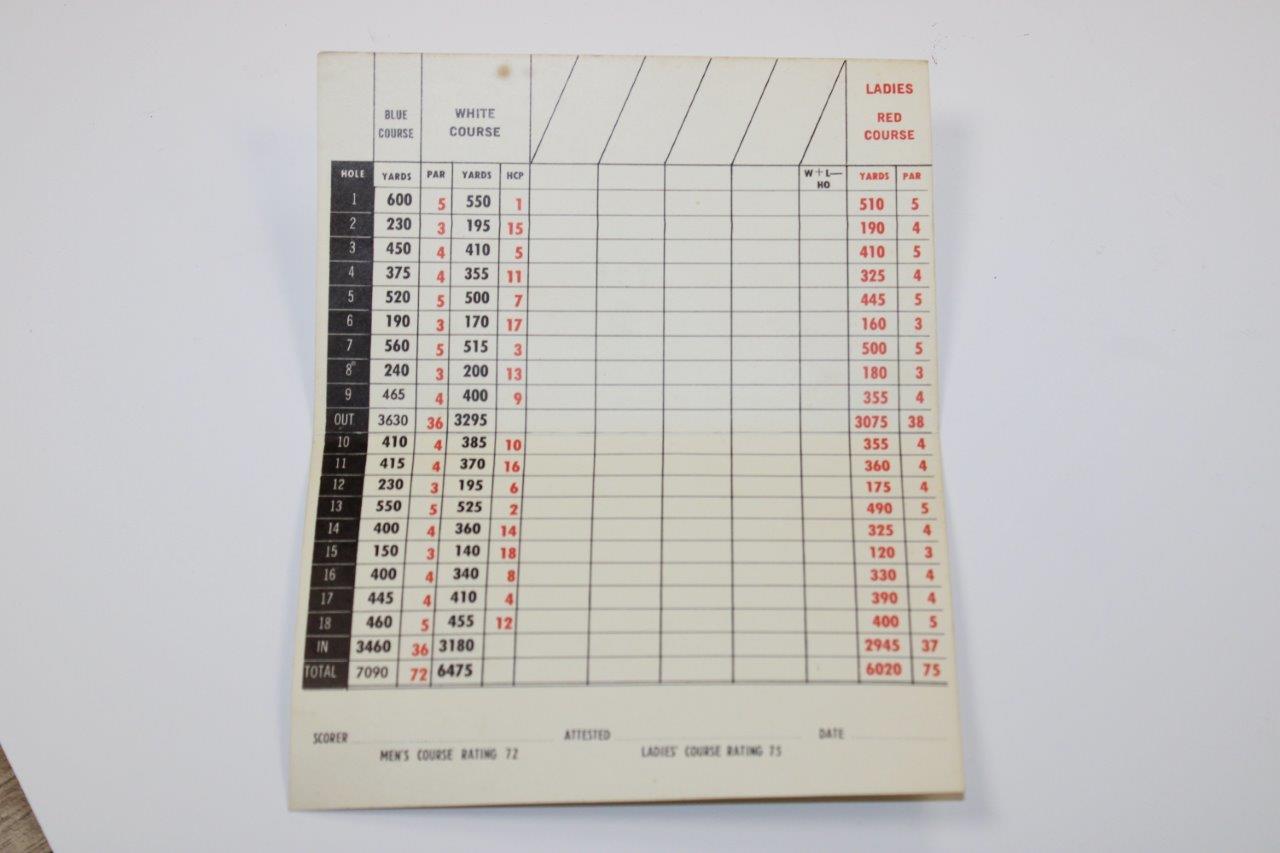 BLUE COURSE WHITE COURSE LADIES RED COURSE
HOLE YARDS PAR YARDS HCP W+L— HO YARDS PAR
1 600 5 550 1 510 5
2 230 3 195 15 190 4
3 450 4 410 5 410 5
4 375 4 355 11 325 4
5 520 5 500 7 445 5
6 190 3 170 17 160 3
7 560 5 515 3 500 5
8 240 3 200 13 180 3
9 465 4 400 9 355 4
OUT 3630 36 3295 3075 38
10 410 4 385 10 355 4
11 415 4 370 16 360 4
12 230 3 195 6 175 4
13 550 5 525 2 490 5
14 400 4 360 14 325 4
15 150 3 140 18 120 3
16 400 4 340 8 330 4
17 445 4 410 4 390 4
18 460 5 455 12 400 5
IN 3460 36 3180 2945 37
TOTAL 7090 72 6475 6020 75
SCORER ATTESTED DATE
MEN'S COURSE RATING 72 LADIES' COURSE RATING 75